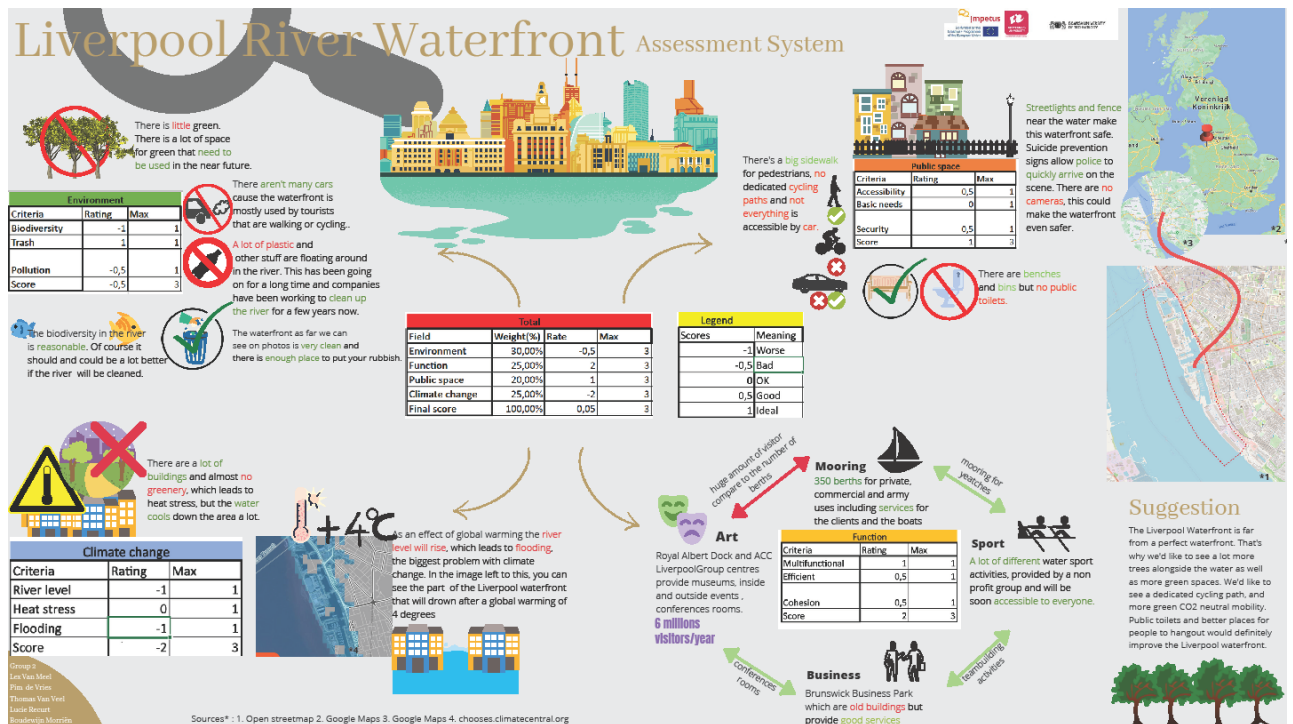 Liverpool River Waterfront Assessment System
impetus
There is little green.
There is a lot of space
for green that need to
be used in the near future.
Environment
Criteria Rating Max
Biodiversity -1 1
Trash 1 1
Pollution -0,5 1
Score -0,5 3
There aren't many cars
cause the waterfront is
mostly used by tourists
that are walking or cycling..
A lot of plastic and
other stuff are floating around
in the river. This has been going
on for a long time and companies
have been working to clean up
the river for a few years now.
The biodiversity in the river
is reasonable. Of course it
should and could be a lot better
if the river will be cleaned.
The waterfront as far we can
see on photos is very clean and
there is enough place to put your rubbish.
Total
Field Weight(%) Rate Max
Environment 30,00% -0,5 3
Function 25,00% 2 3
Public space 20,00% 1 3
Climate change 25,00% -2 3
Final score 100,00% 0,05 3
Legend
Scores Meaning
-1 Worse
-0,5 Bad
0 OK
0,5 Good
1 Ideal
There's a big sidewalk
for pedestrians, no
dedicated cycling
paths and not
everything is
accessible by car.
Public space
Criteria Rating Max
Accessibility 0,5 1
Basic needs 0 1
Security 0,5 1
Score 1 3
Streetlights and fence
near the water make
this waterfront safe.
Suicide prevention
signs allow police to
quickly arrive on the
scene. There are no
cameras, this could
make the waterfront
even safer.
There are benches
and bins but no public
toilets.
Verenigd
Koninkrijk
*2
*3
*1
There are a lot of
buildings and almost no
greenery, which leads to
heat stress, but the water
cools down the area a lot.
Climate change
Criteria Rating Max
River level -1 1
Heat stress 0 1
Flooding -1 1
Score -2 3
+4°C
*4
As an effect of global warming the river
level will rise, which leads to flooding,
the biggest problem with climate
change. In the image left to this, you can
see the part of the Liverpool waterfront
that will drown after a global warming of
4 degrees
huge amount of visitor
compare to the number of
berths
Mooring
350 berths for private,
commercial and army
uses including services for
the clients and the boats
mooring for
yeatches
Art
Royal Albert Dock and ACC
LiverpoolGroup centres
provide museums, inside
and outside events ,
conferences rooms.
6 millions
visitors/year
Function
Criteria Rating Max
Multifunctional 1 1
Efficient 0,5 1
Cohesion 0,5 1
Score 2 3
Sport
A lot of different water sport
activities, provided by a non
profit group and will be
soon accessible to everyone.
conferences
rooms
Business
Brunswick Business Park
which are old buildings but
provide good services
teambuilding
activities
Suggestion
The Liverpool Waterfront is far
from a perfect waterfront. That's
why we'd like to see a lot more
trees alongside the water as well
as more green spaces. We'd like to
see a dedicated cycling path, and
more green CO2 neutral mobility.
Public toilets and better places for
people to hangout would definitely
improve the Liverpool waterfront.
Group 2
Les Van Meel
Pim de Vries
Thomas Van Veel
Lucie Recurt
Boudewijn Morriën
Sources* : 1. Open streetmap 2. Google Maps 3. Google Maps 4. chooses.climatecentral.org